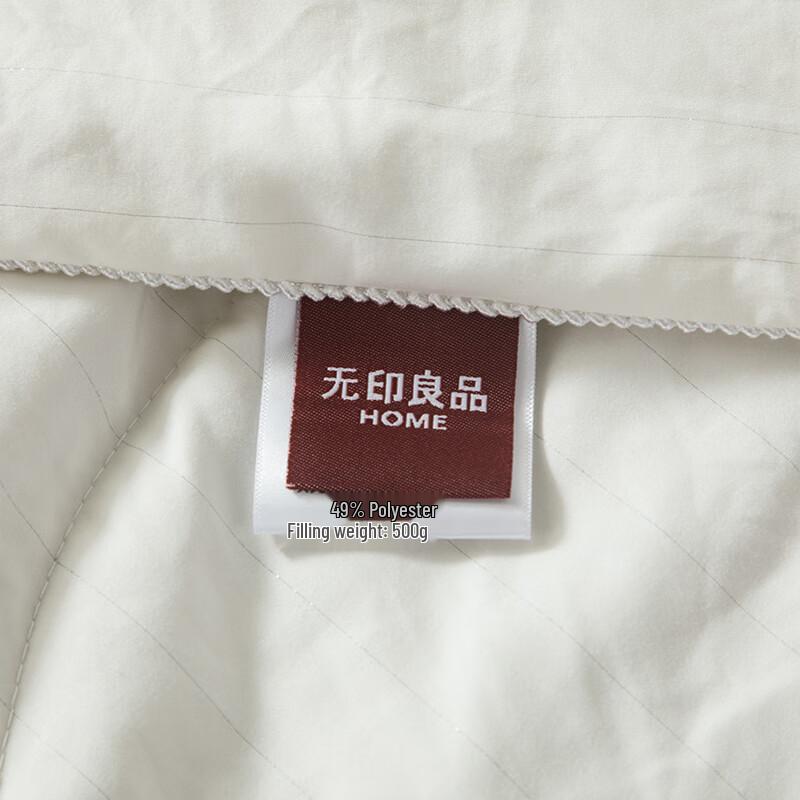 无印良品
HOME
49% Polyester
Filling weight: 500g